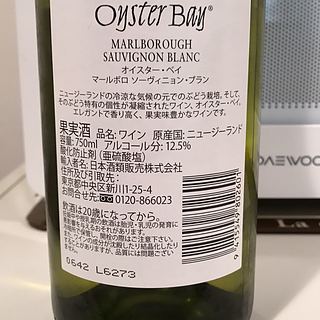 Oyster Bay®
MARLBOROUGH
SAUVIGNON BLANC
オイスター・ベイ
マールボロ ソーヴィニヨン・ブラン
ニュージーランドの冷涼な気候の元でのぶどう栽培。そして、
そのぶどう特有の個性が凝縮されたワイン、オイスター・ベイ。
エレガントで香り高く、果実味豊かなワインです。
果実酒 品名:ワイン 原産国:ニュージーランド
容量:750ml アルコール分:12.5%
酸化防止剤(亜硫酸塩)
輸入者名:日本酒類販売株式会社
住所及び引取先:
東京都中央区新川1-25-4
お問合せ先:0120-866023
飲酒は20歳になってから。
0642 L6273
DAEWOO
La